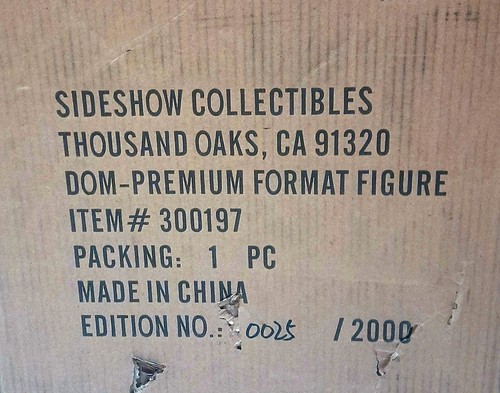 SIDESHOW COLLECTIBLES
THOUSAND OAKS, CA 91320
DOM-PREMIUM FORMAT FIGURE
ITEM# 300197
PACKING: 1 PC
MADE IN CHINA
EDITION NO.: 0025 /2000